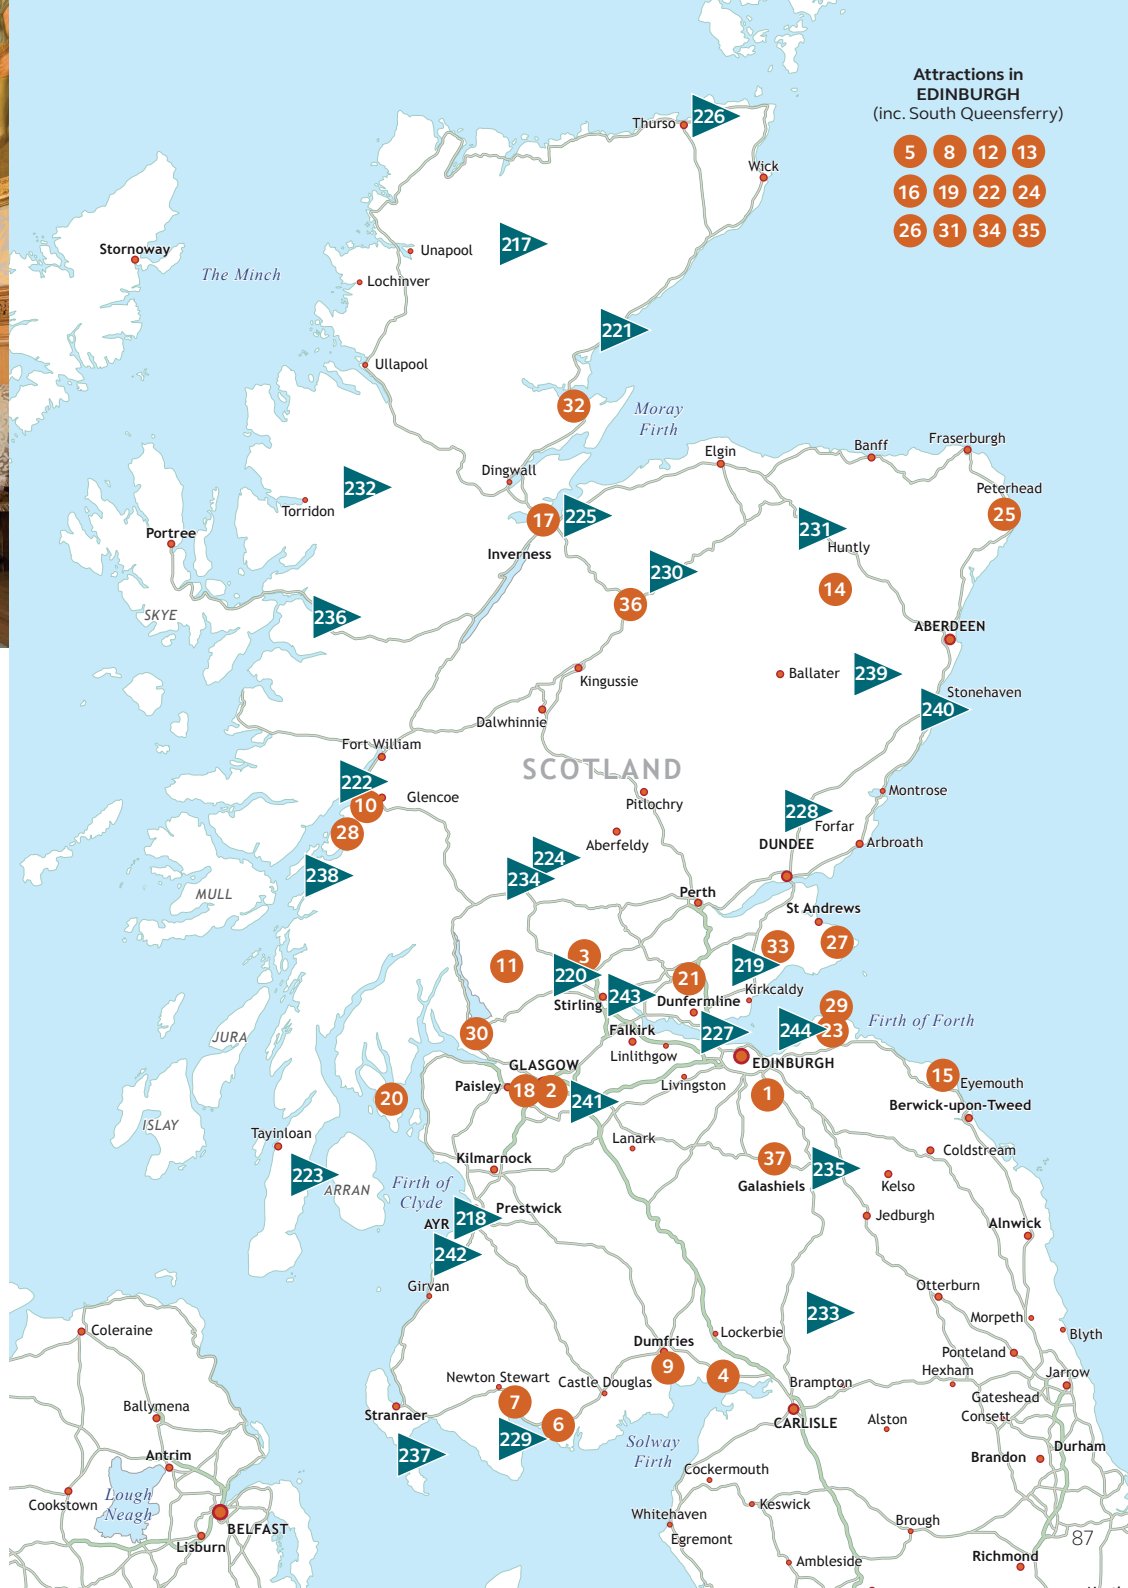 Attractions in
EDINBURGH
(inc. South Queensferry)
5 8 12 13
16 19 22 24
26 31 34 35
226
Thurso
Wick
217
Unapool
Stornoway
The Minch
Lochinver
221
Ullapool
32
Moray
Firth
Elgin
Banff
Fraserburgh
Dingwall
232
Torridon
Peterhead
25
17
225
231
Huntly
Portree
Inverness
230
14
36
SKYE
236
ABERDEEN
Ballater
239
Kingussie
Stonehaven
240
Dalwhinnie
Fort William
SCOTLAND
222
10
Glencoe
Pitlochry
Montrose
228
Forfar
28
Aberfeldy
DUNDEE
Arbroath
224
234
238
MULL
Perth
St Andrews
33
27
3
11
220
219
21
243
Stirling
Dunfermline
Kirkcaldy
29
23
244
Firth of Forth
JURA
30
Falkirk
227
Linlithgow
EDINBURGH
GLASGOW
Paisley
18
2
241
Livingston
1
15
Eyemouth
20
Berwick-upon-Tweed
ISLAY
Tayinloan
Lanark
Coldstream
Kilmarnock
37
235
223
ARRAN
Firth of
Clyde
Galashiels
Kelso
218
Prestwick
AYR
Jedburgh
Alnwick
242
Girvan
Otterburn
233
Morpeth
Coleraine
Lockerbie
Blyth
Dumfries
Ponteland
9
4
Hexham
Jarrow
Newton Stewart
Castle Douglas
Brampton
Gateshead
7
Ballymena
Stranraer
6
CARLISLE
Alston
Consett
229
237
Solway
Firth
Durham
Antrim
Brandon
Cockermouth
Lough
Neagh
Cookstown
Keswick
Whitehaven
BELFAST
Egremont
Brough
87
Lisburn
Ambleside
Richmond